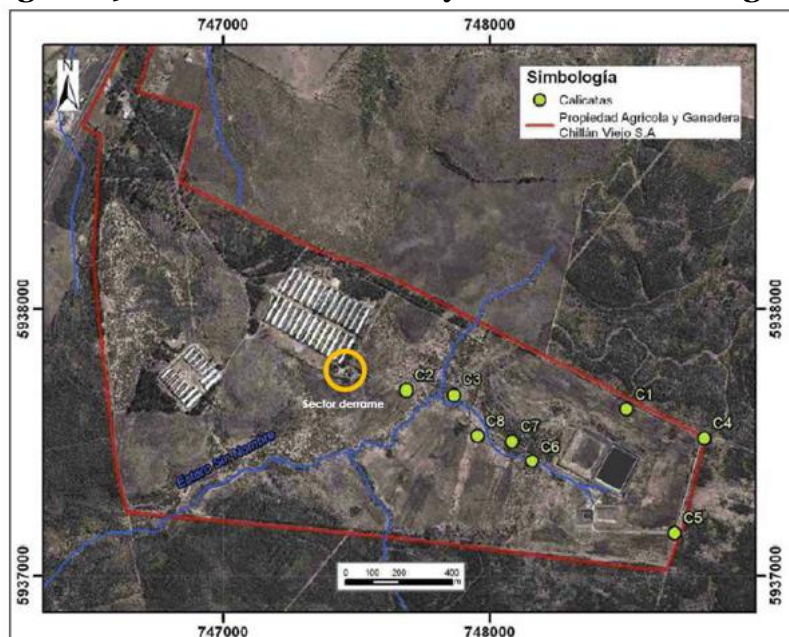 747000 748000
N
Simbología
Calicatas
Propiedad Agrícola y Ganadera
Chillán Viejo S.A
5938000 5938000
C2
C3
C1
Sector derrame
C4
C8
C7
C6
Estero Sin Nombre
C5
5937000 5937000
0 100 200 400
m
747000 748000